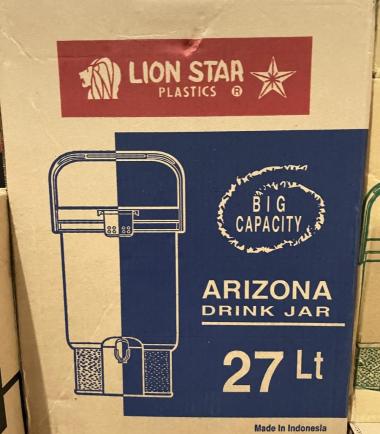 LION STAR
PLASTICS ®
BIG
CAPACITY
ARIZONA
DRINK JAR
27 Lt
Made In Indonesia